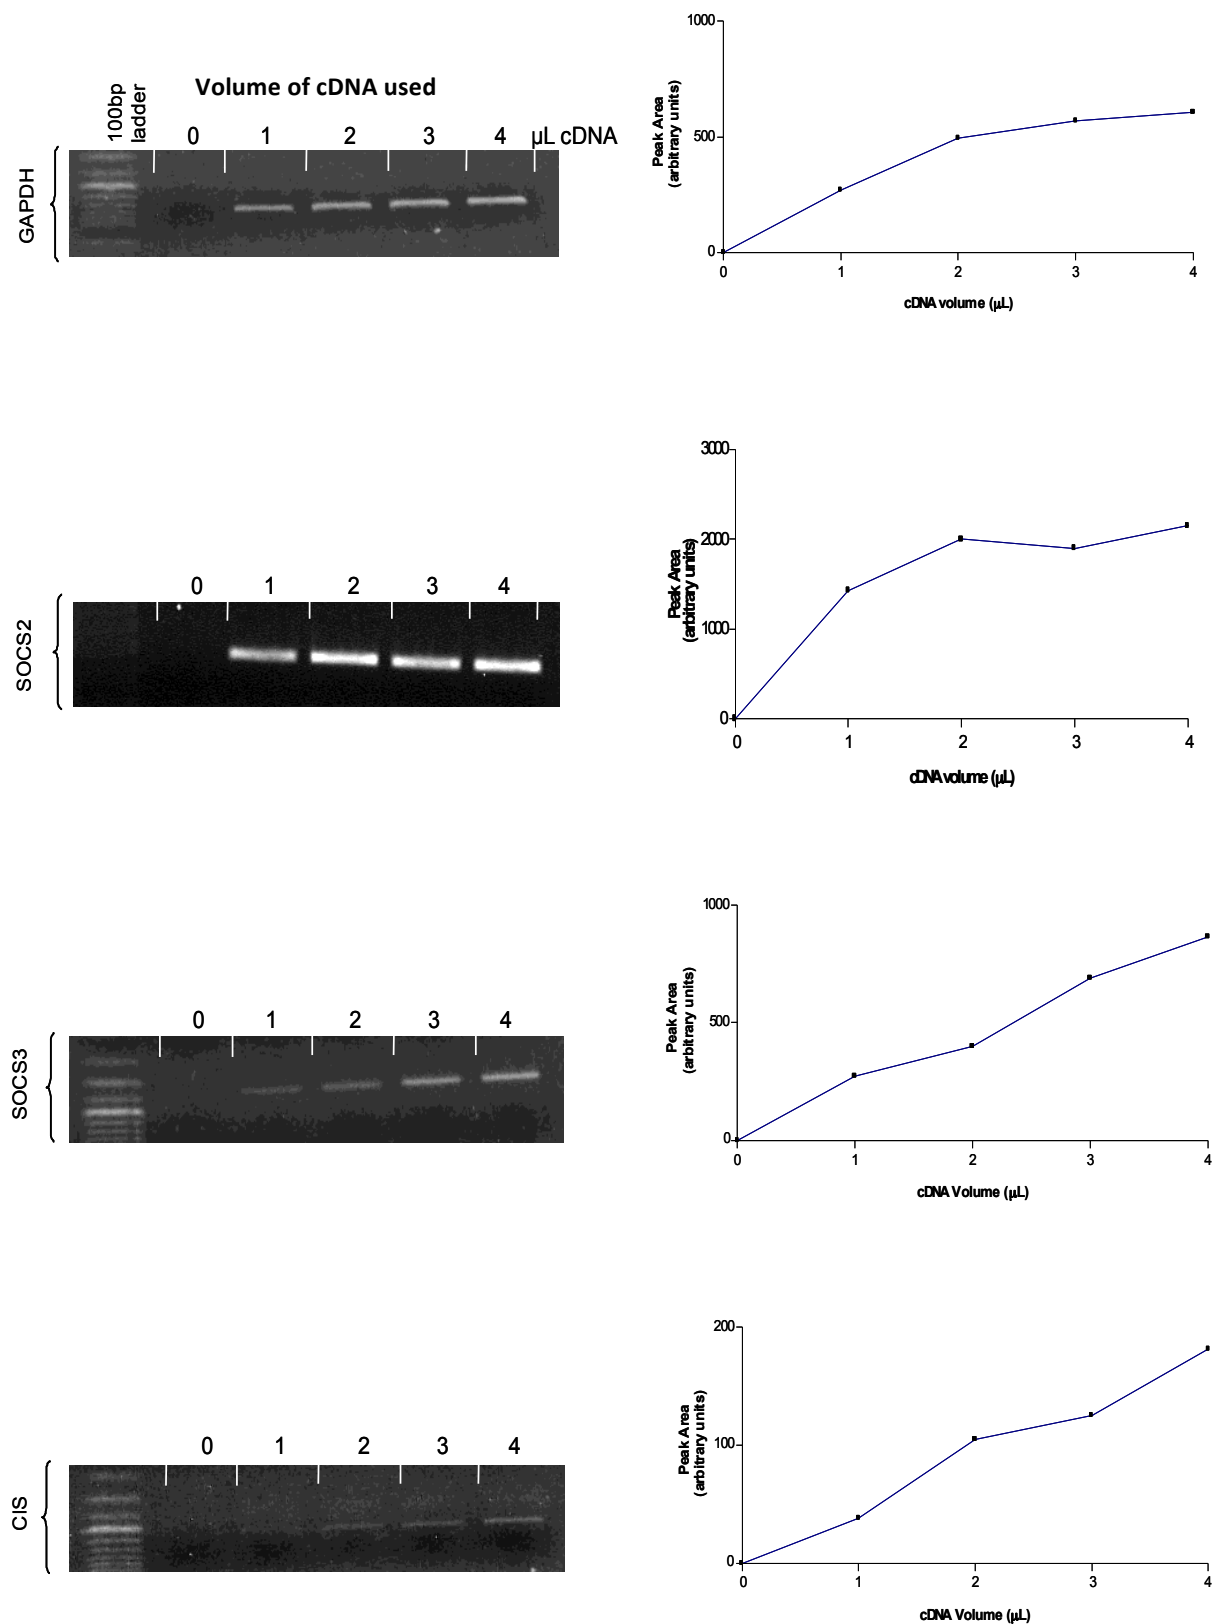 Volume of cDNA used
100bp
ladder
0 1 2 3 4 µL cDNA
GAPDH
1000
500
0
Peak Area
(arbitrary units)
0 1 2 3 4
cDNA volume (µL)
0 1 2 3 4
SOCS2
3000
2000
1000
0
Peak Area
(arbitrary units)
0 1 2 3 4
cDNA volume (µL)
0 1 2 3 4
SOCS3
1000
500
0
Peak Area
(arbitrary units)
0 1 2 3 4
cDNA Volume (µL)
0 1 2 3 4
CIS
200
100
0
Peak Area
(arbitrary units)
0 1 2 3 4
cDNA Volume (µL)